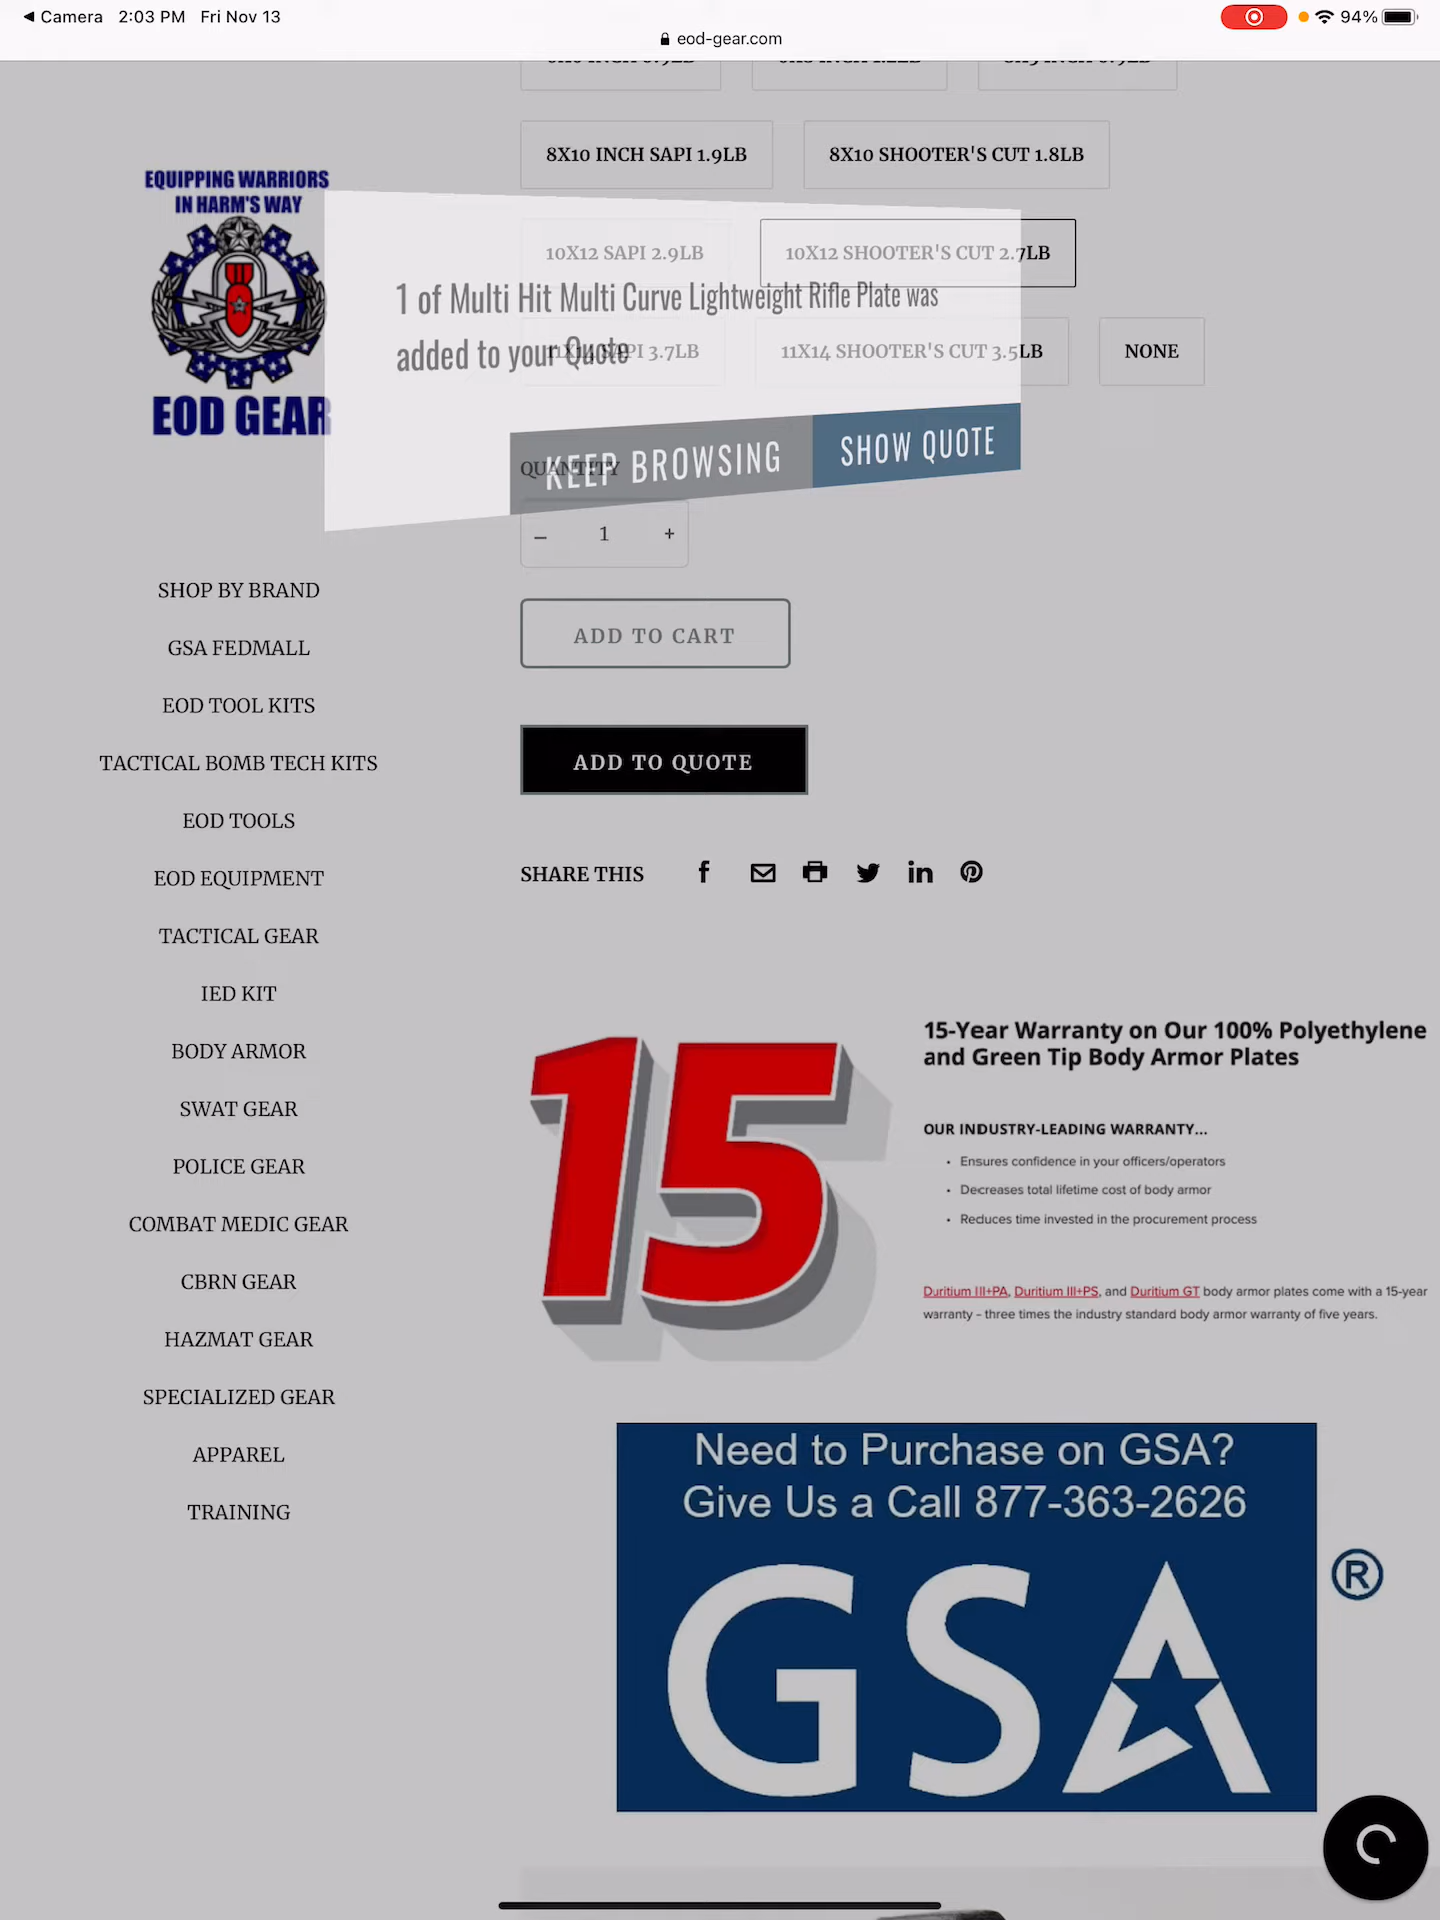 Camera 2:03 PM Fri Nov 13
94%
eod-gear.com
8X10 INCH SAPI 1.9LB
8X10 SHOOTER'S CUT 1.8LB
EQUIPPING WARRIORS
IN HARM'S WAY
EOD GEAR
10X12 SAPI 2.9LB
10X12 SHOOTER'S CUT 2.7LB
1 of Multi Hit Multi Curve Lightweight Rifle Plate was
added to your Quote
11X14 SAPI 3.7LB
11X14 SHOOTER'S CUT 3.5LB
NONE
KEEP BROWSING
SHOW QUOTE
QUANTITY
– 1 +
ADD TO CART
ADD TO QUOTE
SHARE THIS
SHOP BY BRAND
GSA FEDMALL
EOD TOOL KITS
TACTICAL BOMB TECH KITS
EOD TOOLS
EOD EQUIPMENT
TACTICAL GEAR
IED KIT
BODY ARMOR
SWAT GEAR
POLICE GEAR
COMBAT MEDIC GEAR
CBRN GEAR
HAZMAT GEAR
SPECIALIZED GEAR
APPAREL
TRAINING
15
15-Year Warranty on Our 100% Polyethylene
and Green Tip Body Armor Plates
OUR INDUSTRY-LEADING WARRANTY...
• Ensures confidence in your officers/operators
• Decreases total lifetime cost of body armor
• Reduces time invested in the procurement process
Duritium III+PA, Duritium III+PS, and Duritium GT body armor plates come with a 15-year
warranty – three times the industry standard body armor warranty of five years.
Need to Purchase on GSA?
Give Us a Call 877-363-2626
GSA
®